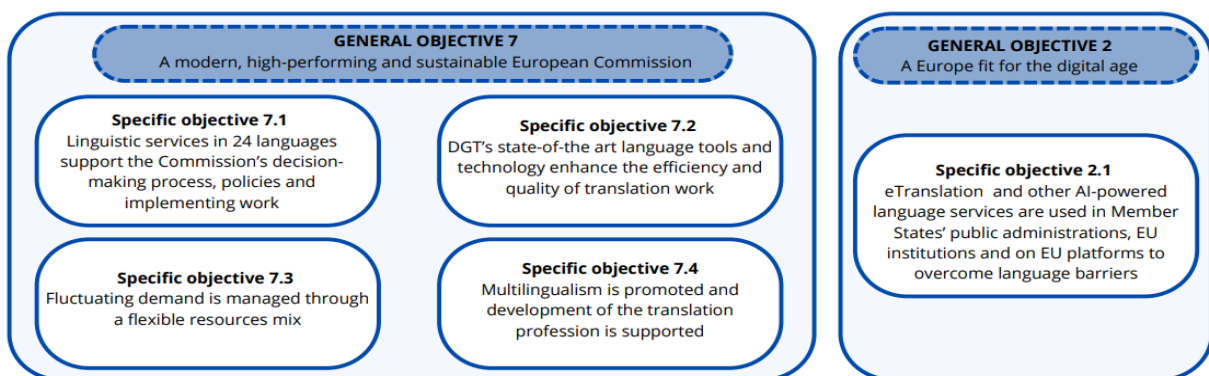 GENERAL OBJECTIVE 7
A modern, high-performing and sustainable European Commission
Specific objective 7.1
Linguistic services in 24 languages
support the Commission's decision-
making process, policies and
implementing work
Specific objective 7.2
DGT's state-of-the art language tools and
technology enhance the efficiency and
quality of translation work
Specific objective 7.3
Fluctuating demand is managed through
a flexible resources mix
Specific objective 7.4
Multilingualism is promoted and
development of the translation
profession is supported
GENERAL OBJECTIVE 2
A Europe fit for the digital age
Specific objective 2.1
eTranslation and other AI-powered
language services are used in Member
States' public administrations, EU
institutions and on EU platforms to
overcome language barriers